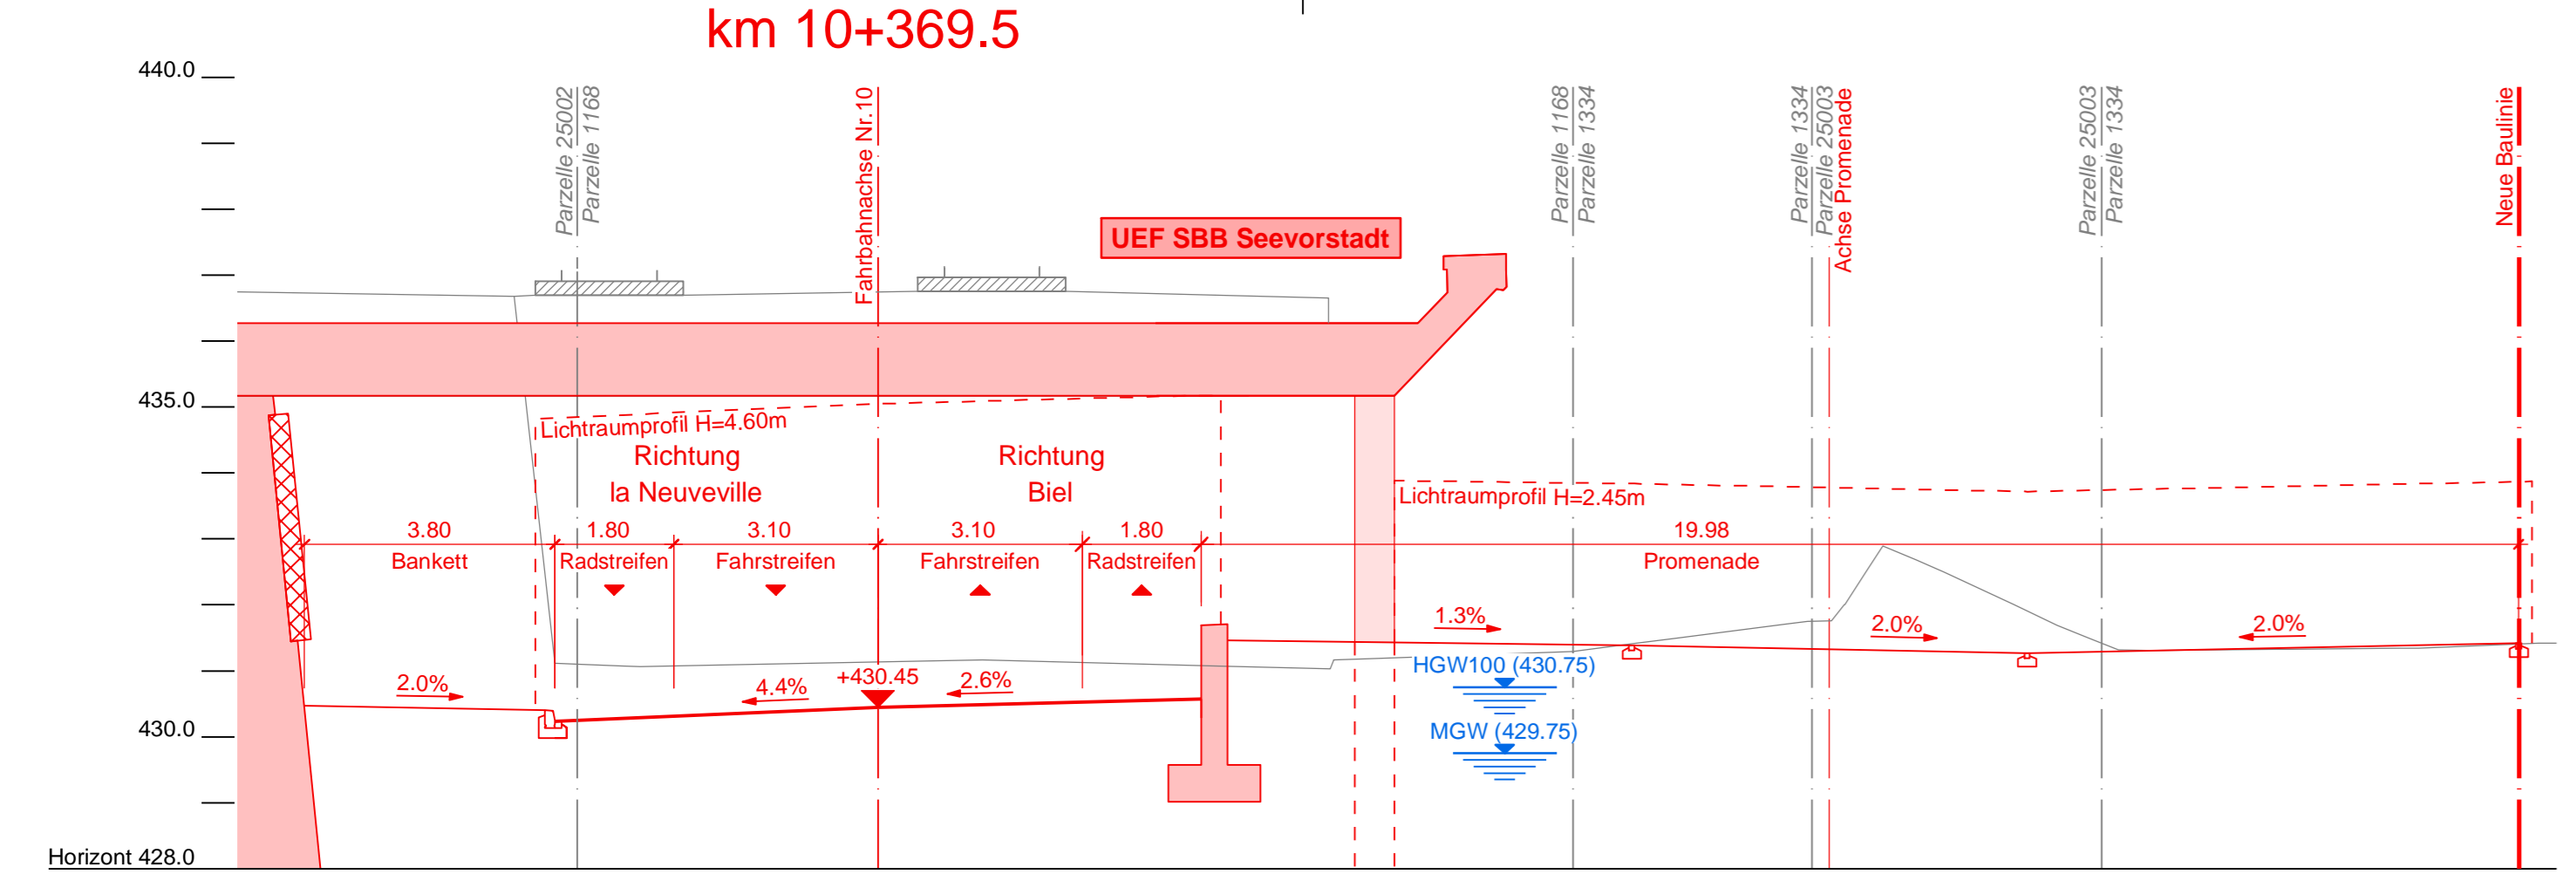 km 10+369.5
440.0
Parzelle 25002
Parzelle 1168
Fahrbahnachse Nr.10
Parzelle 1168
Parzelle 1334
Parzelle 1334
Parzelle 25003
Achse Promenade
Parzelle 25003
Parzelle 1334
Neue Baulinie
UEF SBB Seevorstadt
435.0
Lichtraumprofil H=4.60m
Richtung
la Neuveville
Richtung
Biel
Lichtraumprofil H=2.45m
3.80
1.80
3.10
3.10
1.80
19.98
Bankett
Radstreifen
Fahrstreifen
Fahrstreifen
Radstreifen
Promenade
1.3%
2.0%
2.0%
HGW100 (430.75)
2.0%
4.4%
+430.45
2.6%
430.0
MGW (429.75)
Horizont 428.0